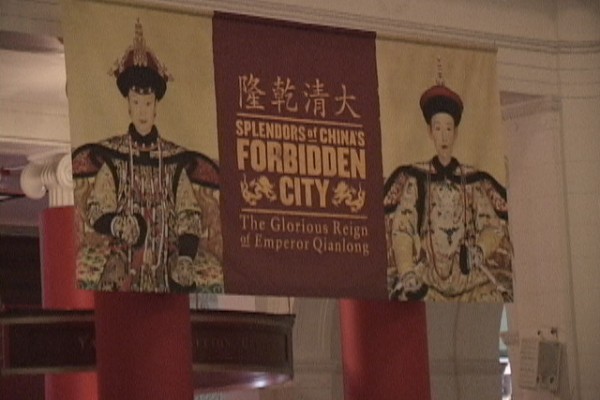 隆乾清大
SPLENDORS of CHINA'S
FORBIDDEN
CITY
The Glorious Reign
of Emperor Qianlong